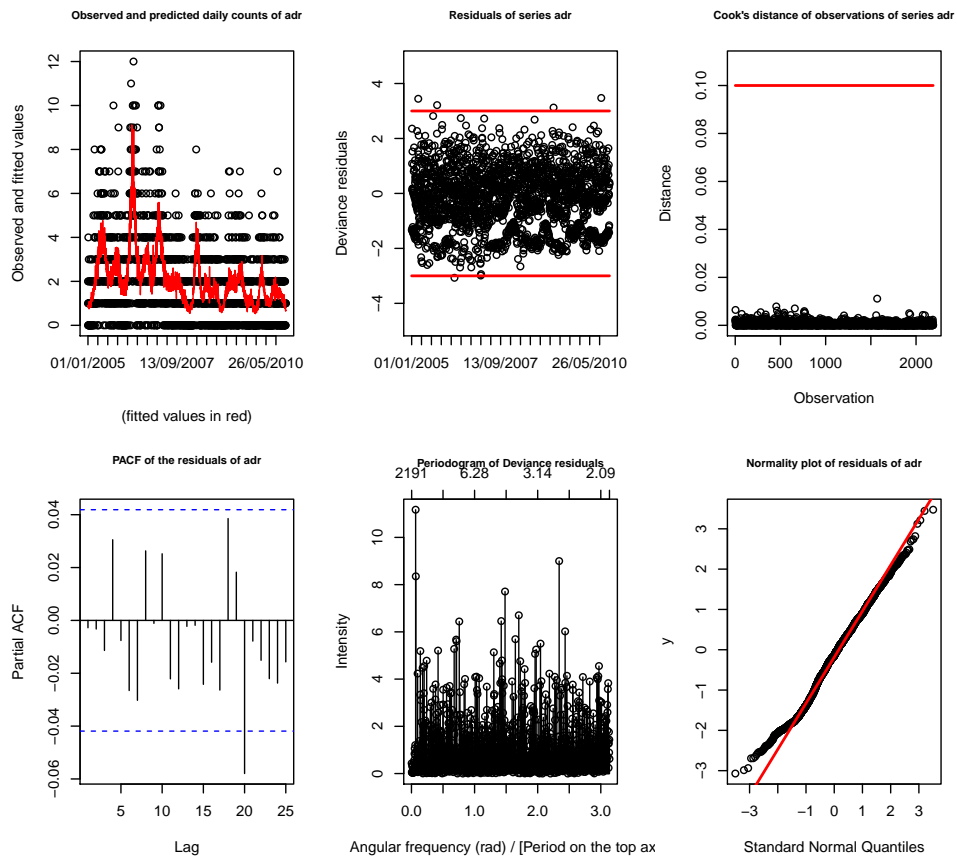 Observed and predicted daily counts of adr
Observed and fitted values
12
10
8
6
4
2
0
01/01/2005 13/09/2007 26/05/2010
(fitted values in red)
Residuals of series adr
Deviance residuals
4
2
0
−2
−4
01/01/2005 13/09/2007 26/05/2010
Cook's distance of observations of series adr
Distance
0.10
0.08
0.06
0.04
0.02
0.00
0 500 1000 2000
Observation
PACF of the residuals of adr
Partial ACF
0.04
0.02
0.00
−0.02
−0.04
−0.06
5 10 15 20 25
Lag
Periodogram of Deviance residuals
2191 6.28 3.14 2.09
Intensity
10
8
6
4
2
0
0.0 1.0 2.0 3.0
Angular frequency (rad) / [Period on the top ax
Normality plot of residuals of adr
y
3
2
1
0
−1
−2
−3
−3 −2 −1 0 1 2 3
Standard Normal Quantiles